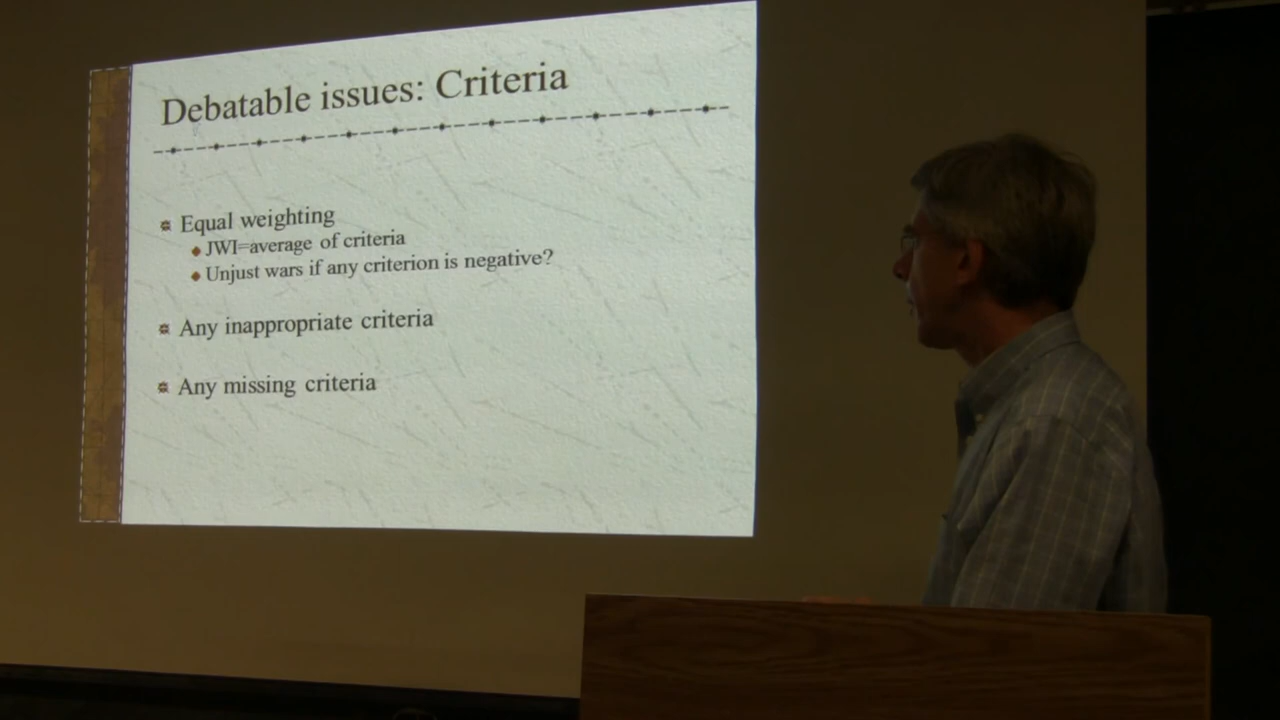 Debatable issues: Criteria
Equal weighting
JWI=average of criteria
Unjust wars if any criterion is negative?
Any inappropriate criteria
Any missing criteria